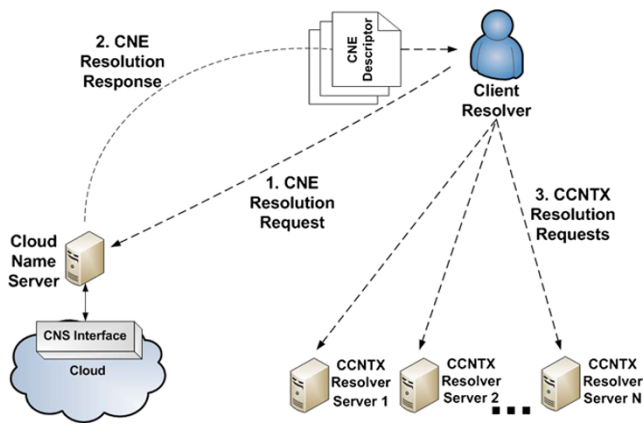 2. CNE
Resolution
Response
CNE
Descriptor
Client
Resolver
1. CNE
Resolution
Request
3. CCNTX
Resolution
Requests
Cloud
Name
Server
CNS Interface
Cloud
CCNTX
Resolver
Server 1
CCNTX
Resolver
Server 2
CCNTX
Resolver
Server N